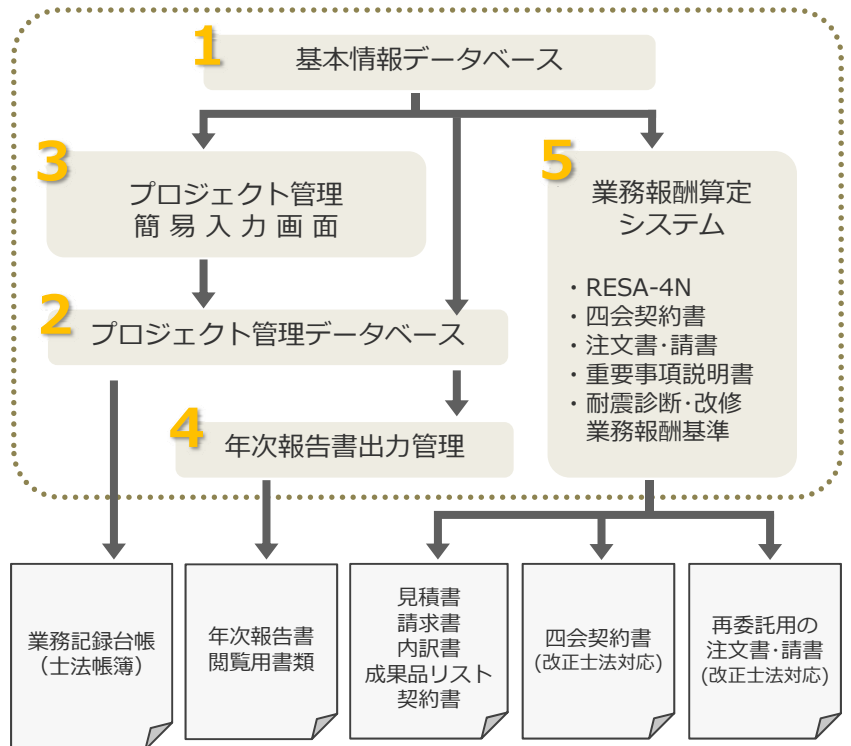 1
基本情報データベース
3
プロジェクト管理
簡 易 入 力 画 面
5
業務報酬算定
システム
・RESA-4N
・四会契約書
・注文書･請書
・重要事項説明書
・耐震診断･改修
業務報酬基準
2
プロジェクト管理データベース
4
年次報告書出力管理
業務記録台帳
（士法帳簿）
年次報告書
閲覧用書類
見積書
請求書
内訳書
成果品リスト
契約書
四会契約書
(改正士法対応)
再委託用の
注文書･請書
(改正士法対応)